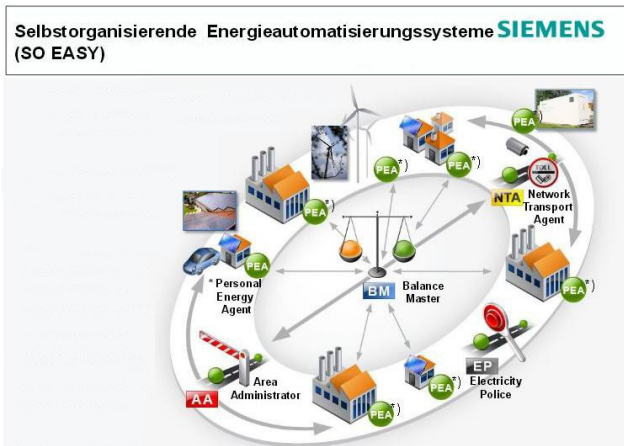 Selbstorganisierende Energieautomatisierungssysteme
(SO EASY)
SIEMENS
PEA*)
PEA*)
PEA*)
TOLL
NTA
Network
Transport
Agent
PEA*)
PEA
* Personal
Energy
Agent
BM
Balance
Master
PEA*)
AA
Area
Administrator
PEA*)
PEA*)
EP
Electricity
Police